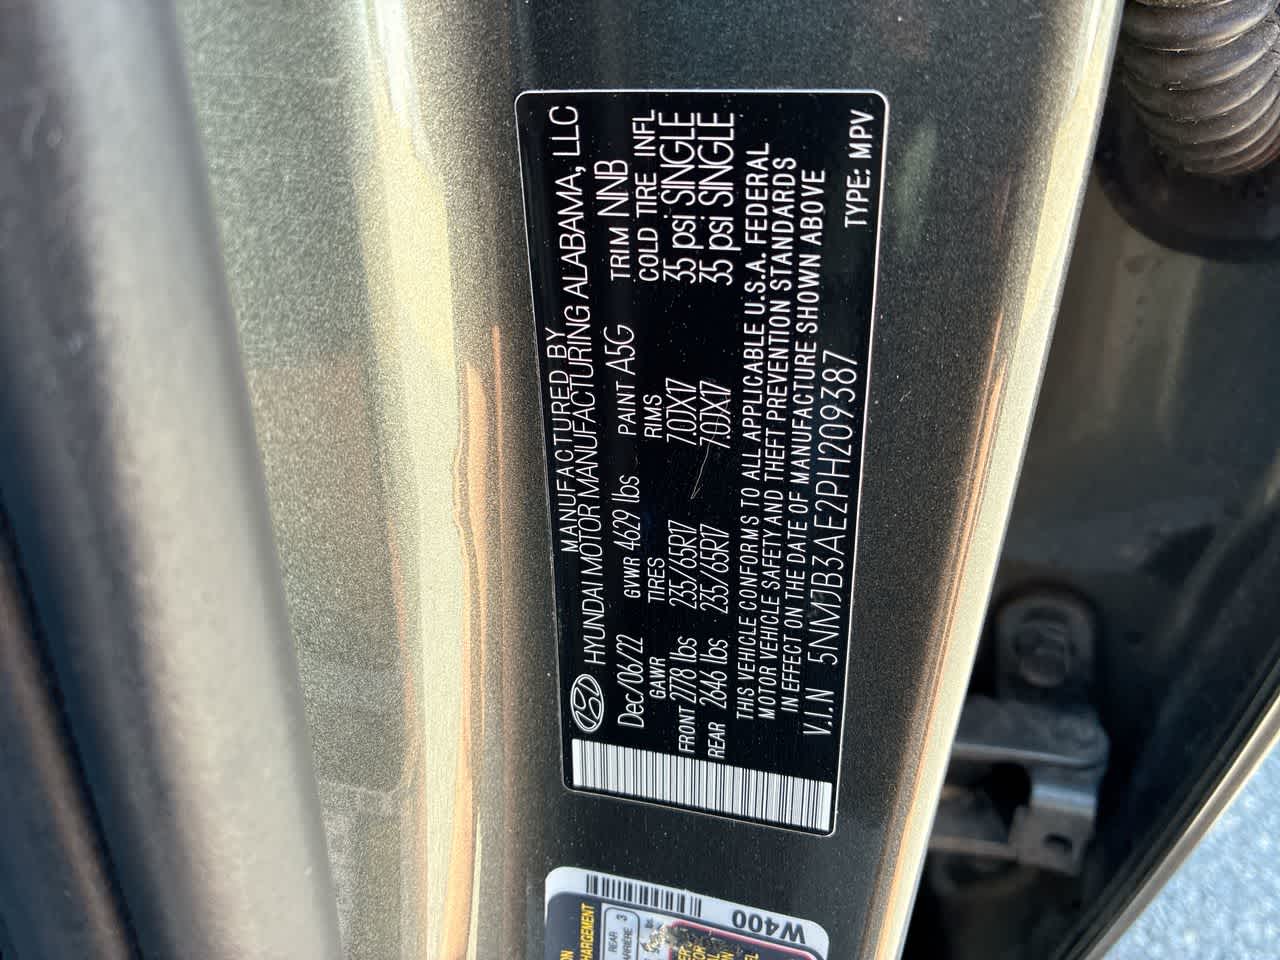 MANUFACTURED BY
HYUNDAI MOTOR MANUFACTURING ALABAMA, LLC
Dec/06/22 GVWR 4629 lbs PAINT A5G TRIM NNB
GAWR TIRES RIMS COLD TIRE INFL
FRONT 2778 lbs 235/65R17 7.0JX17 35 psi SINGLE
REAR 2646 lbs 235/65R17 7.0JX17 35 psi SINGLE
THIS VEHICLE CONFORMS TO ALL APPLICABLE U.S.A. FEDERAL
MOTOR VEHICLE SAFETY AND THEFT PREVENTION STANDARDS
IN EFFECT ON THE DATE OF MANUFACTURE SHOWN ABOVE
V.I.N 5NMJB3AE2PH209387 TYPE: MPV
W400
REAR 3